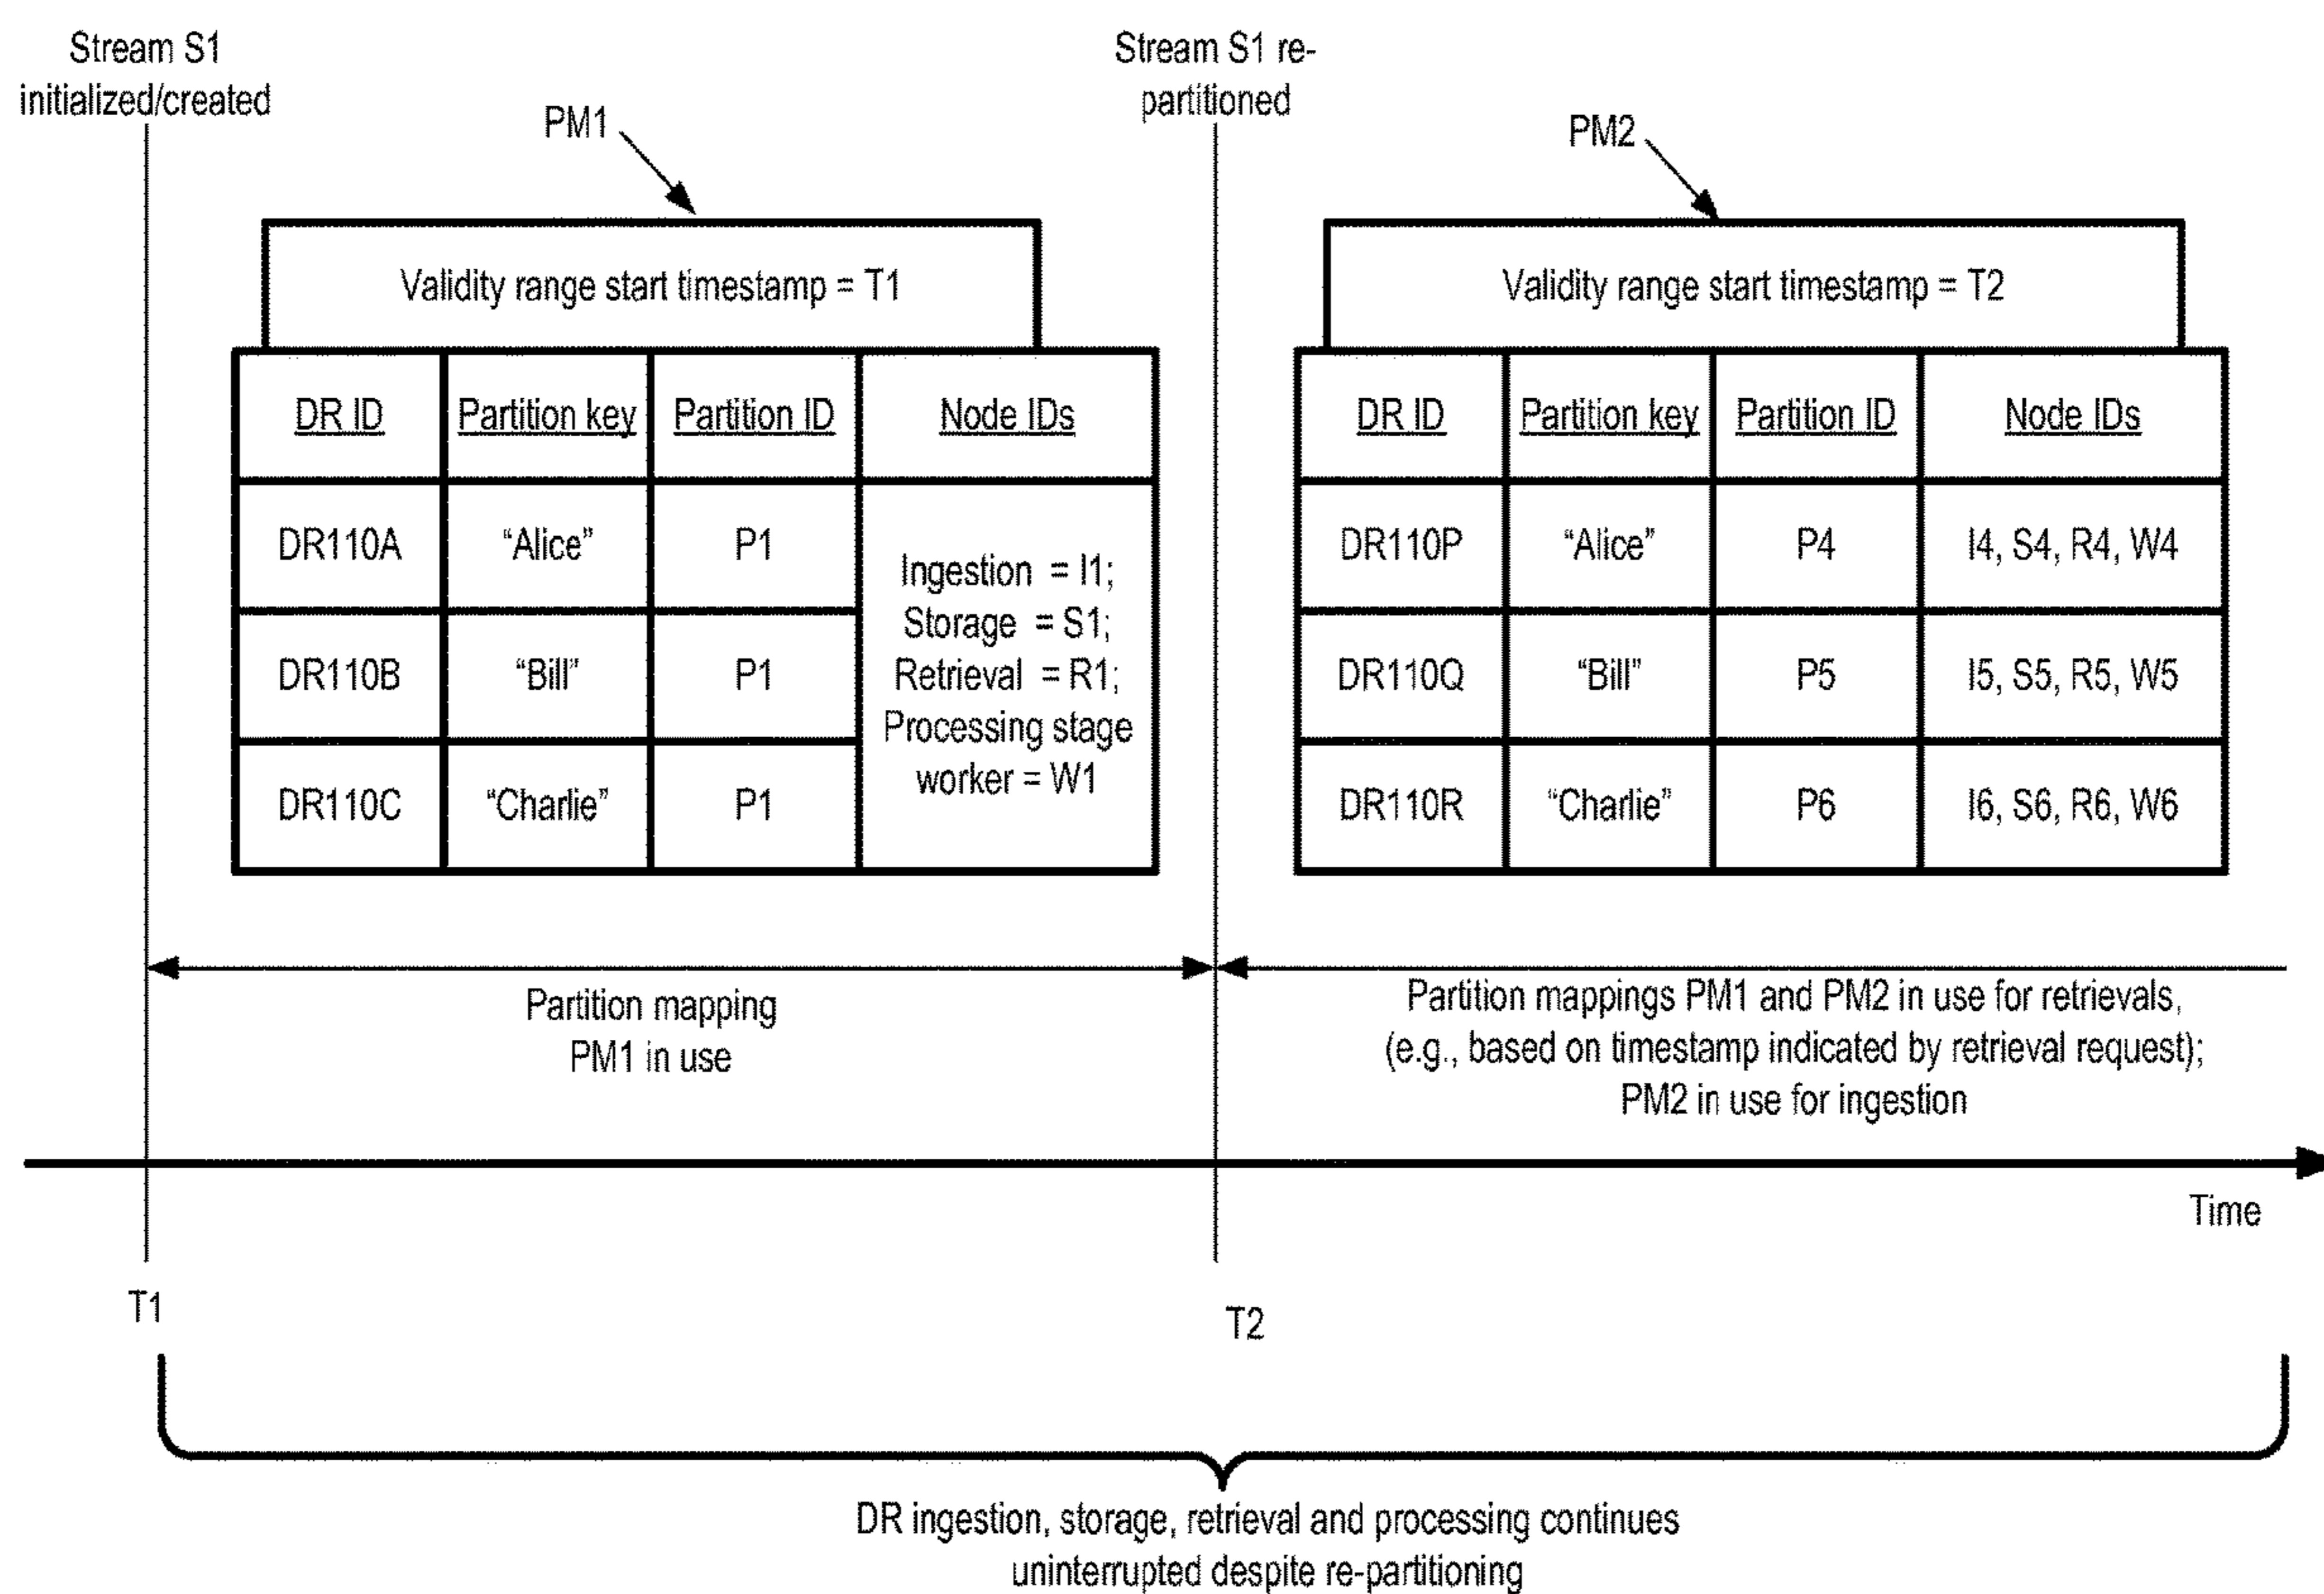 Stream S1
initialized/created
Stream S1 re-
partitioned
PM1
PM2
Validity range start timestamp = T1
DR ID Partition key Partition ID Node IDs
DR110A "Alice" P1
DR110B "Bill" P1
DR110C "Charlie" P1
Ingestion = I1;
Storage = S1;
Retrieval = R1;
Processing stage
worker = W1
Validity range start timestamp = T2
DR ID Partition key Partition ID Node IDs
DR110P "Alice" P4 I4, S4, R4, W4
DR110Q "Bill" P5 I5, S5, R5, W5
DR110R "Charlie" P6 I6, S6, R6, W6
Partition mapping
PM1 in use
Partition mappings PM1 and PM2 in use for retrievals,
(e.g., based on timestamp indicated by retrieval request);
PM2 in use for ingestion
Time
T1
T2
DR ingestion, storage, retrieval and processing continues
uninterrupted despite re-partitioning